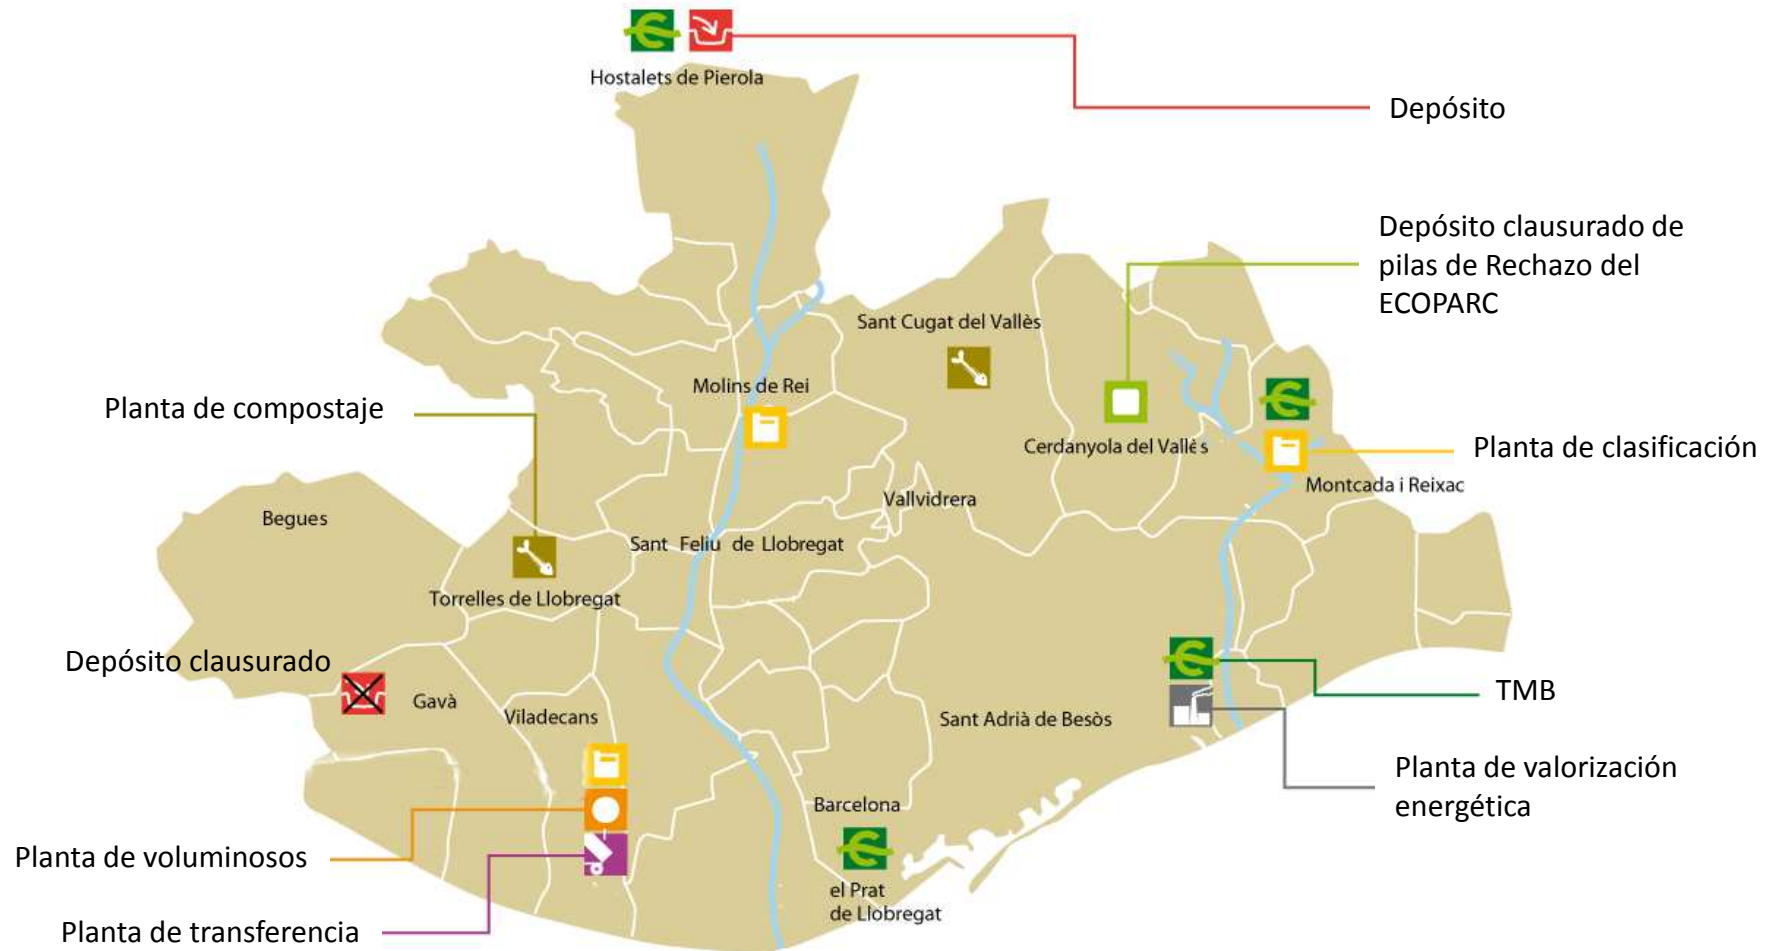 Hostalets de Pierola
Depósito
Depósito clausurado de
pilas de Rechazo del
ECOPARC
Sant Cugat del Vallès
Molins de Rei
Planta de compostaje
Cerdanyola del Vallès
Planta de clasificación
Montcada i Reixac
Vallvidrera
Begues
Sant Feliu de Llobregat
Torrelles de Llobregat
Depósito clausurado
Gavà
Viladecans
Sant Adrià de Besòs
TMB
Planta de valorización
energética
Barcelona
Planta de voluminosos
el Prat
de Llobregat
Planta de transferencia